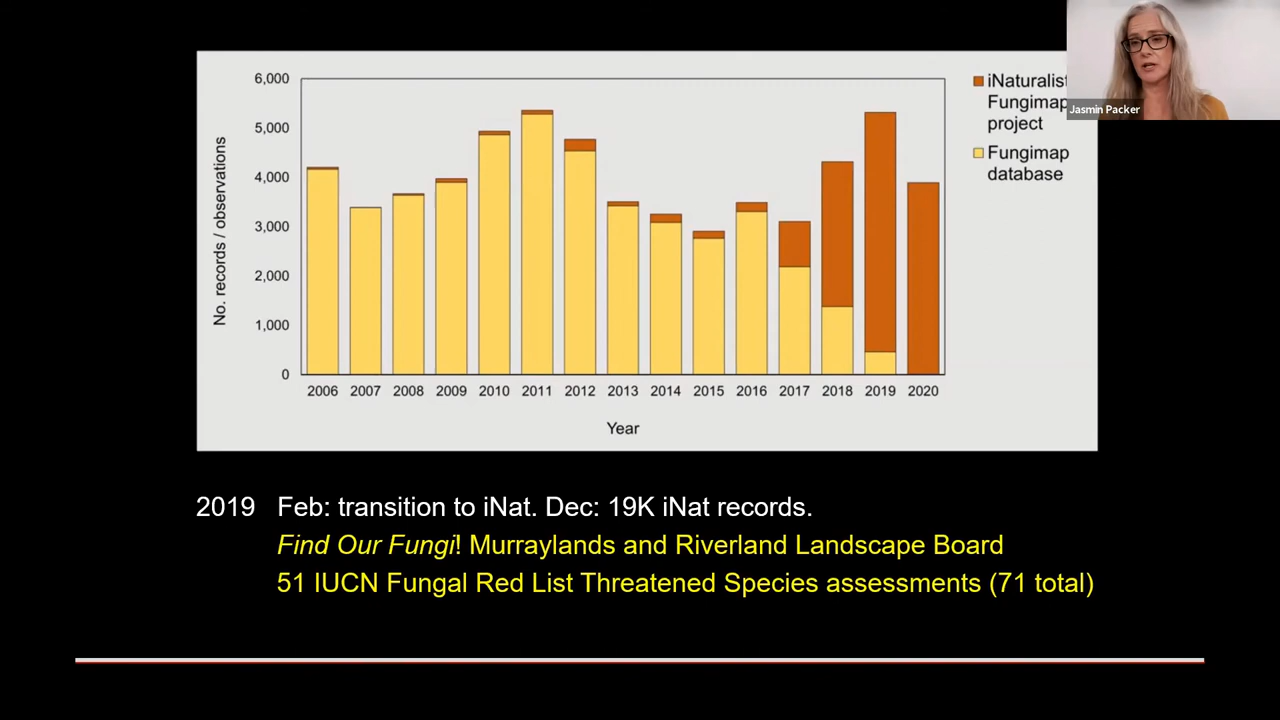 Jasmin Packer
iNaturalist
Fungimap
project
Fungimap
database
6,000
5,000
4,000
3,000
2,000
1,000
0
No. records / observations
2006 2007 2008 2009 2010 2011 2012 2013 2014 2015 2016 2017 2018 2019 2020
Year
2019 Feb: transition to iNat. Dec: 19K iNat records.
Find Our Fungi! Murraylands and Riverland Landscape Board
51 IUCN Fungal Red List Threatened Species assessments (71 total)